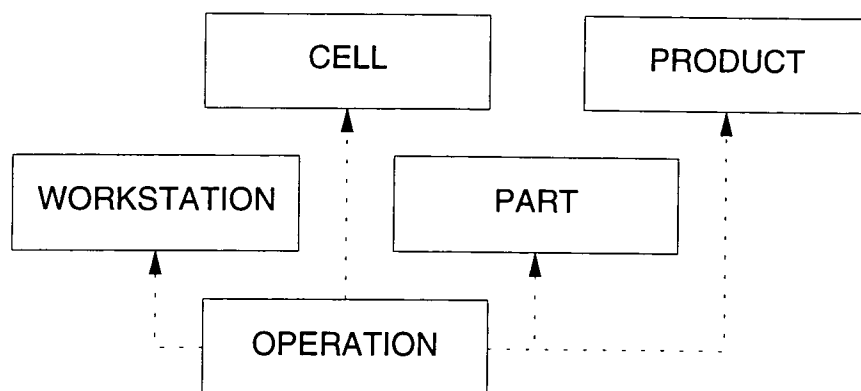 CELL
PRODUCT
WORKSTATION
PART
OPERATION